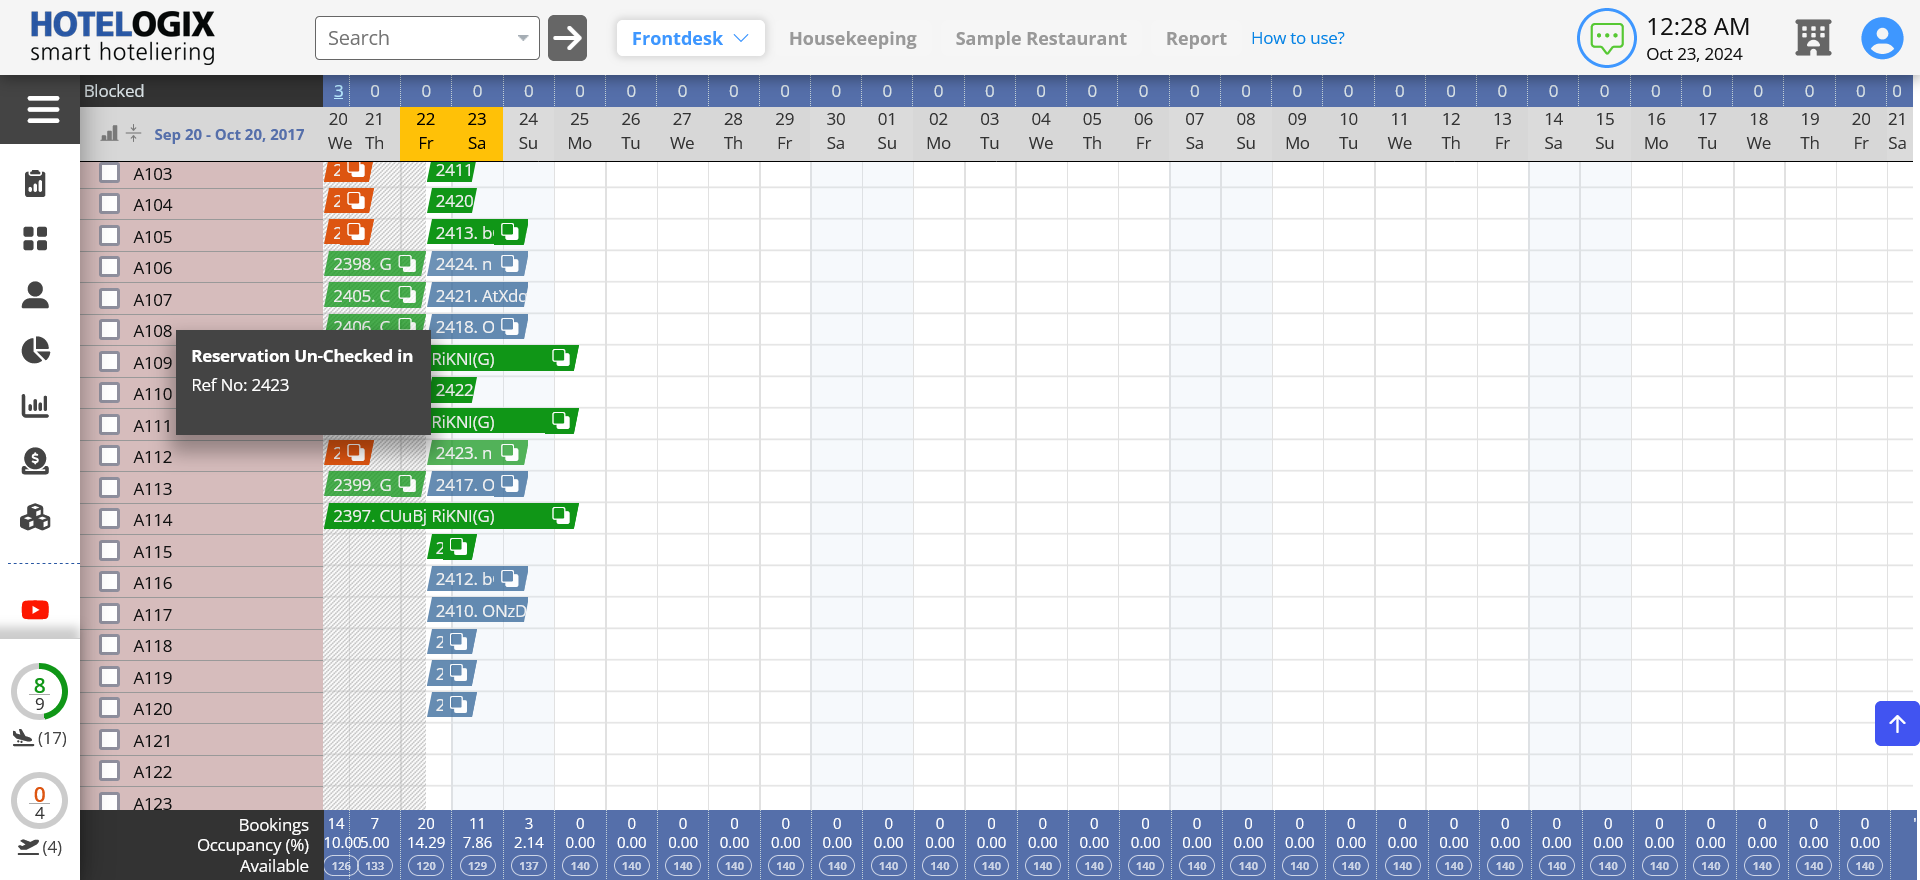 HOTELOGIX
smart hoteliering
Search
Frontdesk
Housekeeping
Sample Restaurant
Report
How to use?
12:28 AM
Oct 23, 2024
Blocked 3 0 0 0 0 0 0 0 0 0 0 0 0 0 0 0 0 0 0 0 0 0 0 0 0 0 0 0 0 0 0 0
Sep 20 - Oct 20, 2017
20 21 22 23 24 25 26 27 28 29 30 01 02 03 04 05 06 07 08 09 10 11 12 13 14 15 16 17 18 19 20 21
We Th Fr Sa Su Mo Tu We Th Fr Sa Su Mo Tu We Th Fr Sa Su Mo Tu We Th Fr Sa Su Mo Tu We Th Fr Sa
A103 2 2411
A104 2 2420
A105 2 2413. b
A106 2398. G 2424. n
A107 2405. C 2421. AtXdc
A108 2406. C 2418. O
A109 RiKNI(G)
A110 2422
A111 RiKNI(G)
Reservation Un-Checked in
Ref No: 2423
A112 2 2423. n
A113 2399. G 2417. O
A114 2397. CUuBj RiKNI(G)
A115 2
A116 2412. b
A117 2410. ONzD
A118 2
A119 2
A120 2
A121
A122
A123
8
9
(17)
0
4
(4)
Bookings 14 7 20 11 3 0 0 0 0 0 0 0 0 0 0 0 0 0 0 0 0 0 0 0 0 0 0 0 0 0 0
Occupancy (%) 10.00 5.00 14.29 7.86 2.14 0.00 0.00 0.00 0.00 0.00 0.00 0.00 0.00 0.00 0.00 0.00 0.00 0.00 0.00 0.00 0.00 0.00 0.00 0.00 0.00 0.00 0.00 0.00 0.00 0.00 0.00
Available 126 133 120 129 137 140 140 140 140 140 140 140 140 140 140 140 140 140 140 140 140 140 140 140 140 140 140 140 140 140 140